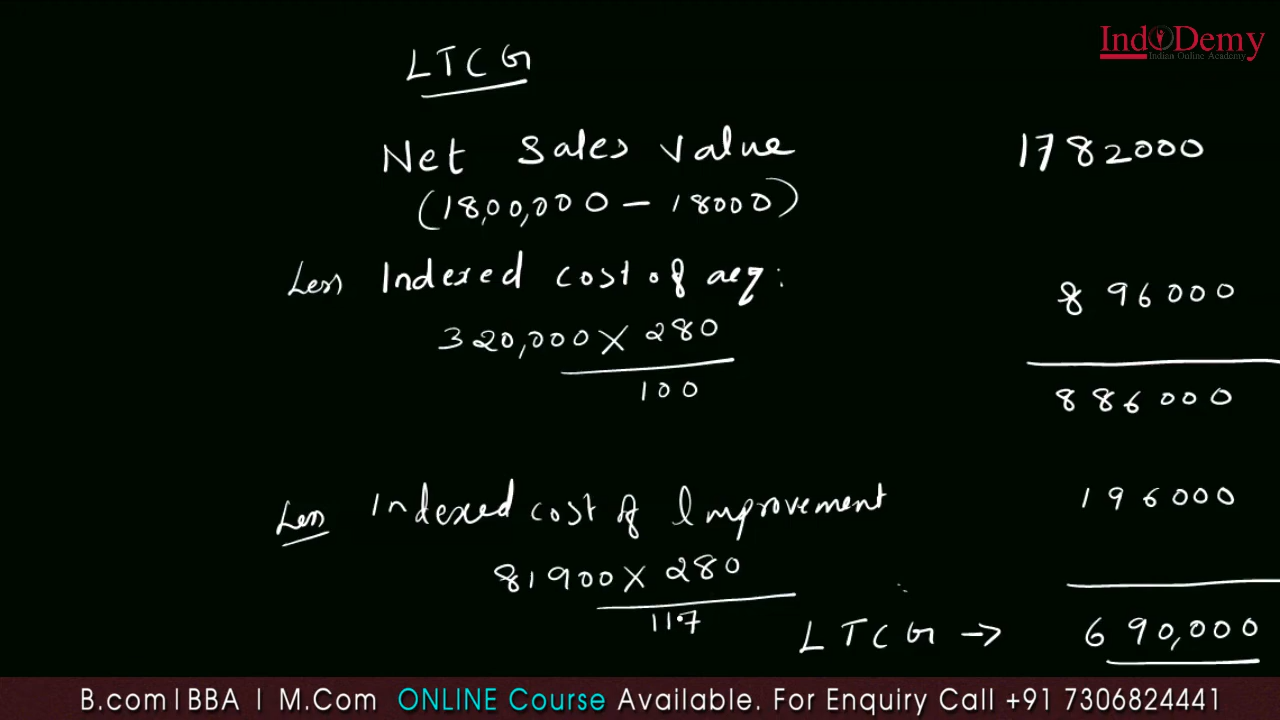 IndoDemy
Indian Online Academy
LTCG
Net Sales Value 1782000
(18,00,000 - 18000)
Less Indexed cost of acq: 896000
320,000 X 280
100
886000
Less Indexed cost of Improvement 196000
81900 X 280
117
LTCG → 690,000
B.com|BBA | M.Com ONLINE Course Available. For Enquiry Call +91 7306824441